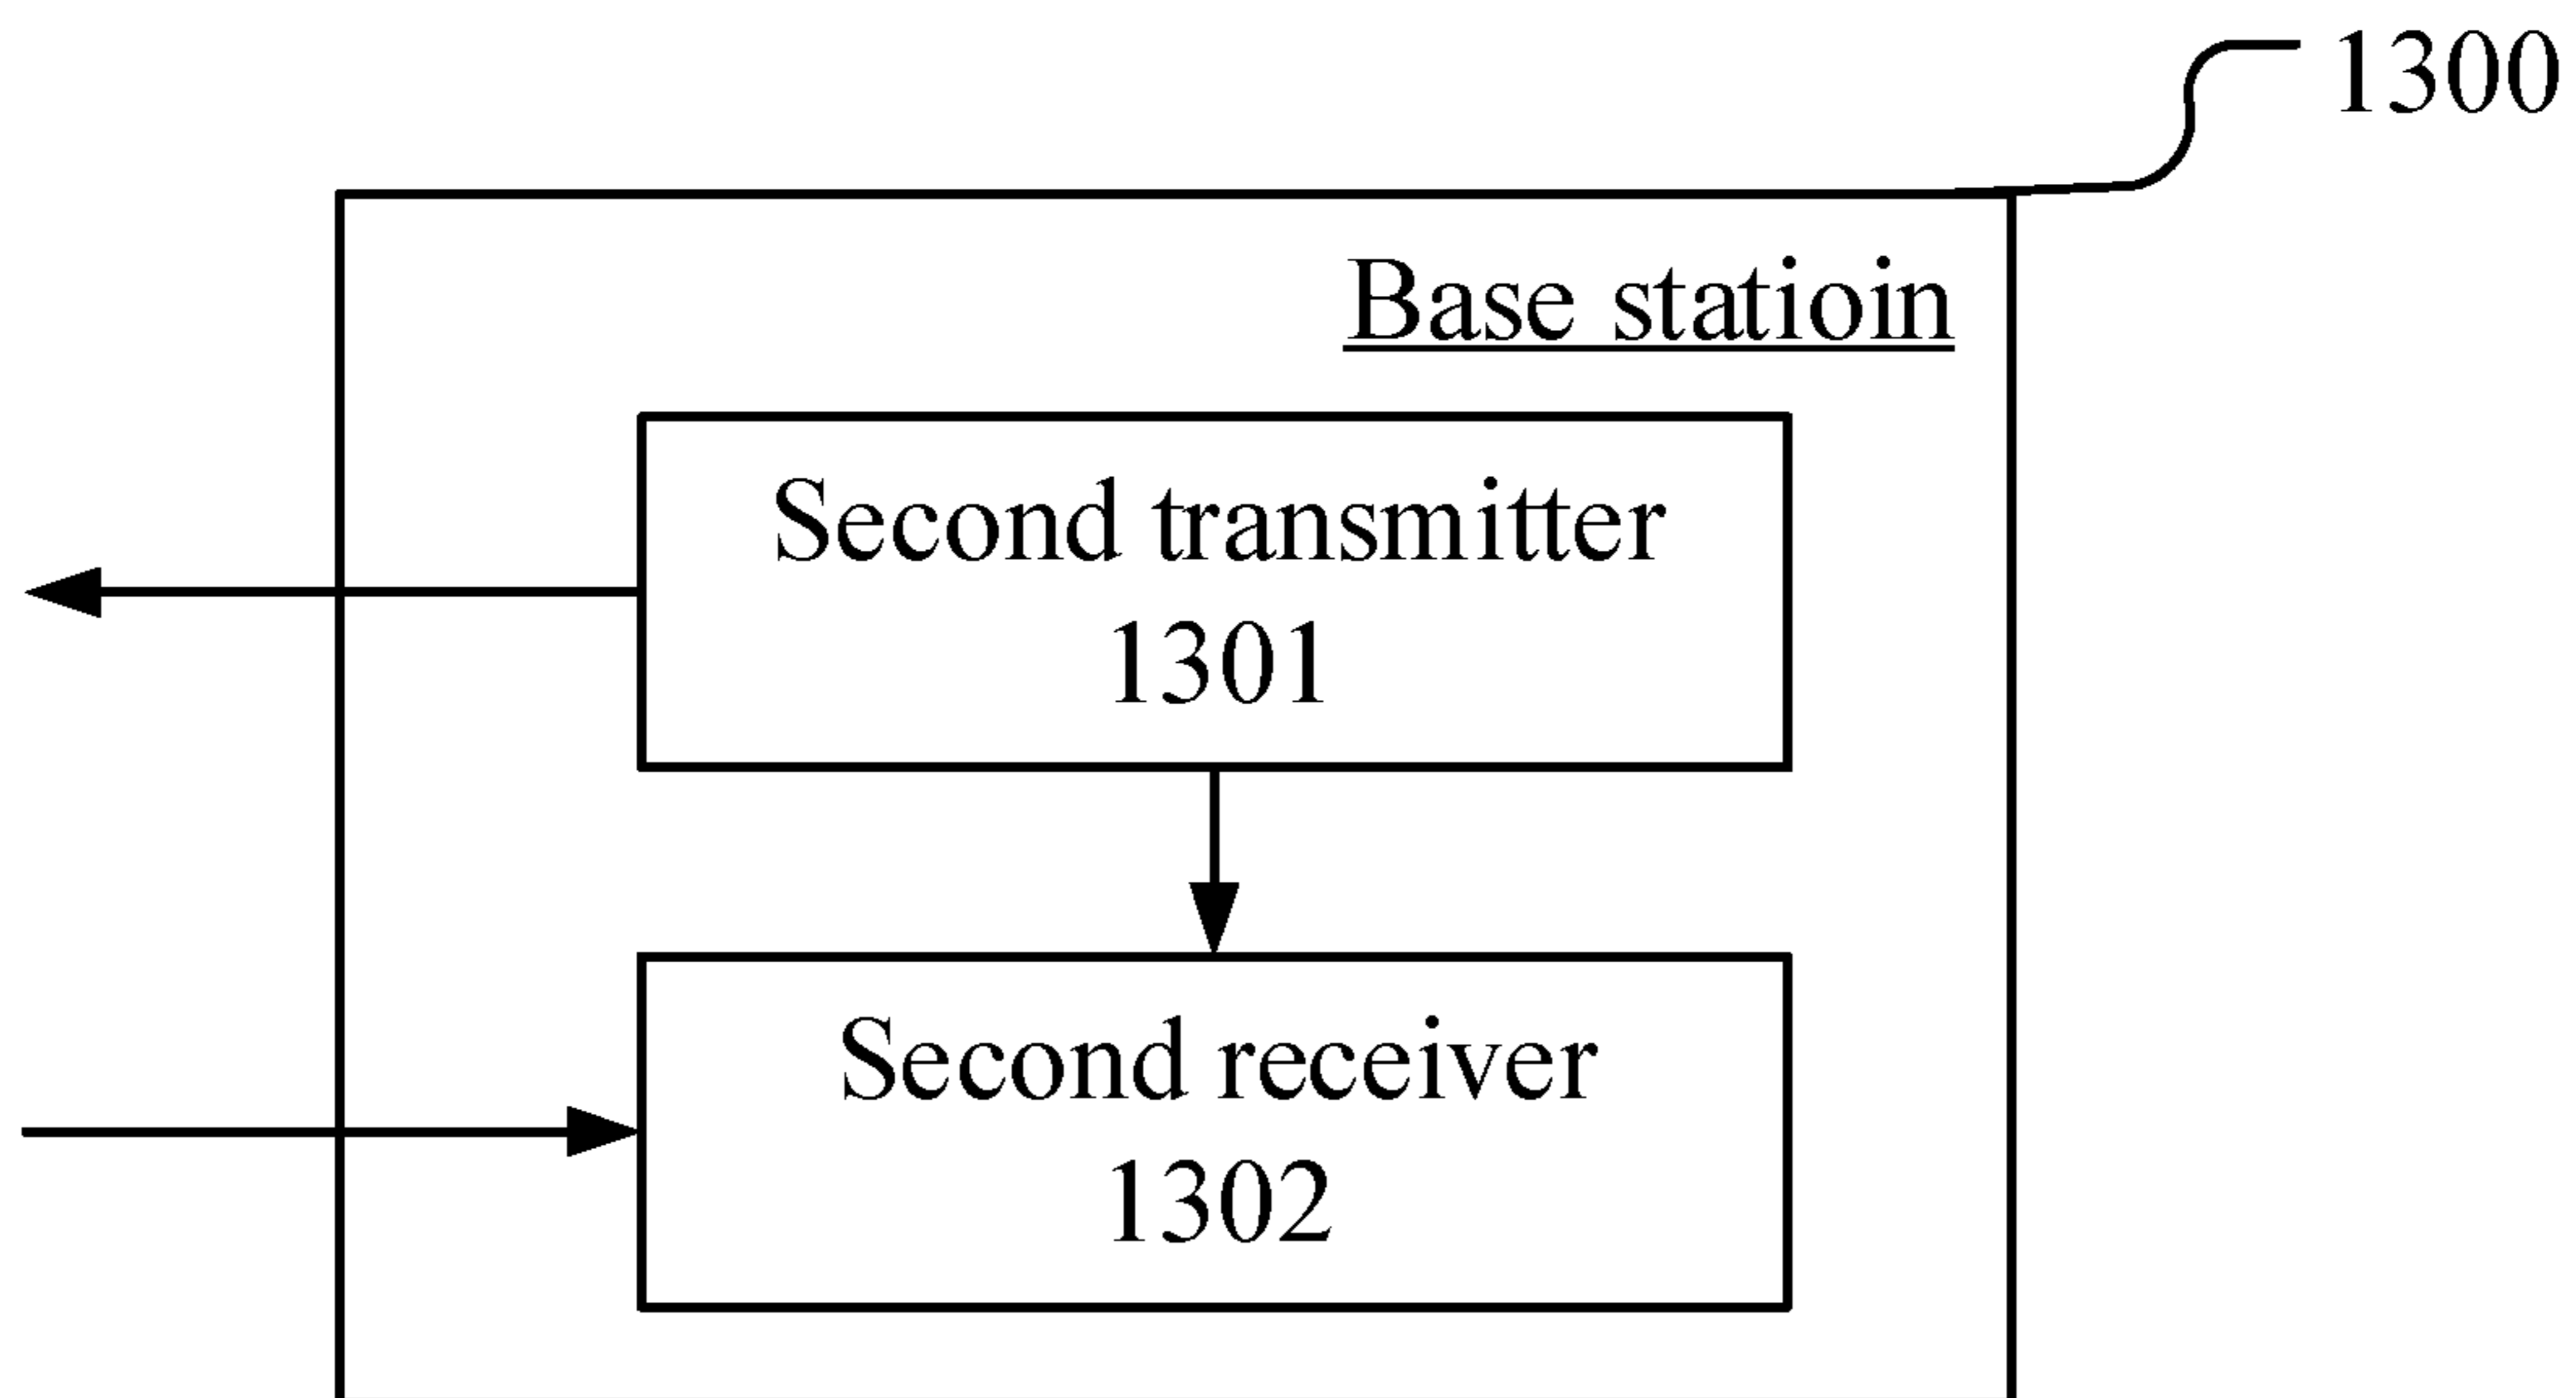 1300
Base statioin
Second transmitter
1301
Second receiver
1302